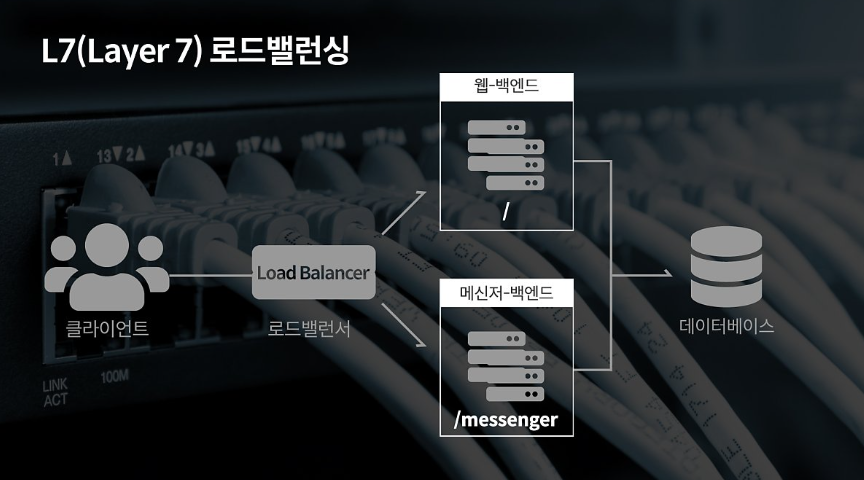 L7(Layer 7) 로드밸런싱
웹-백엔드
/
1▲ 13▼ 2▲ 14▼ 3▲ 15▼ 4▲
클라이언트
Load Balancer
로드밸런서
메신저-백엔드
/messenger
데이터베이스
LINK
ACT
100M